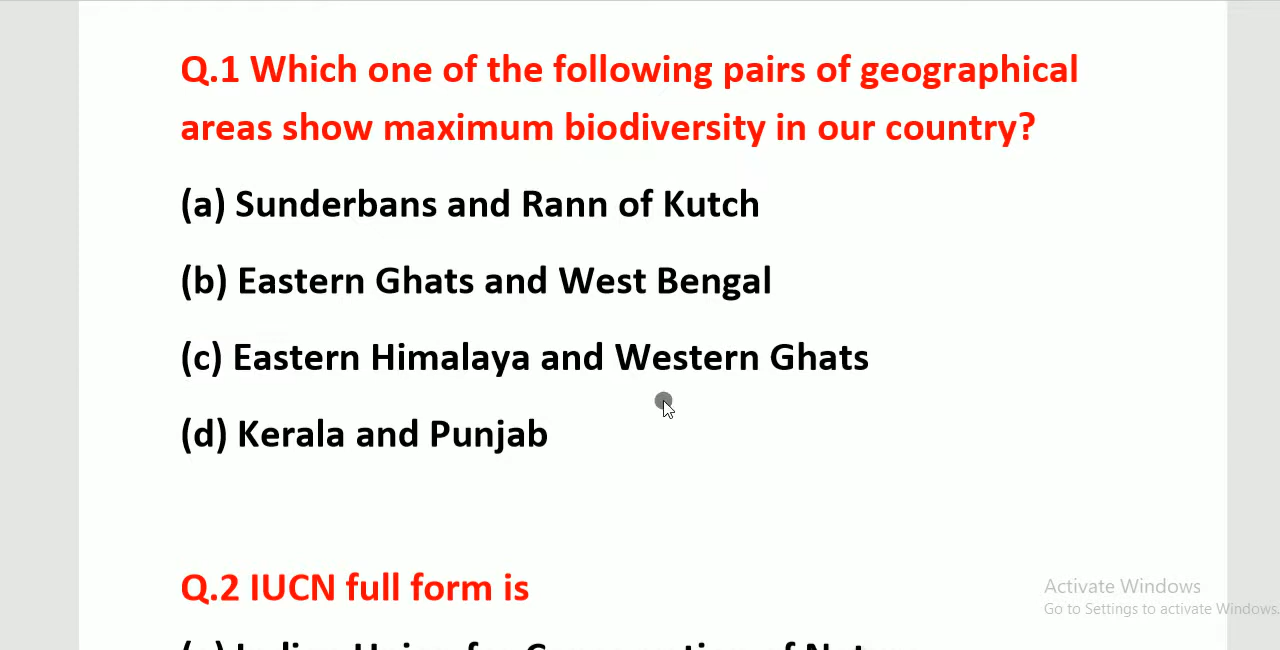 Q.1 Which one of the following pairs of geographical
areas show maximum biodiversity in our country?
(a) Sunderbans and Rann of Kutch
(b) Eastern Ghats and West Bengal
(c) Eastern Himalaya and Western Ghats
(d) Kerala and Punjab
Q.2 IUCN full form is
Activate Windows
Go to Settings to activate Windows.